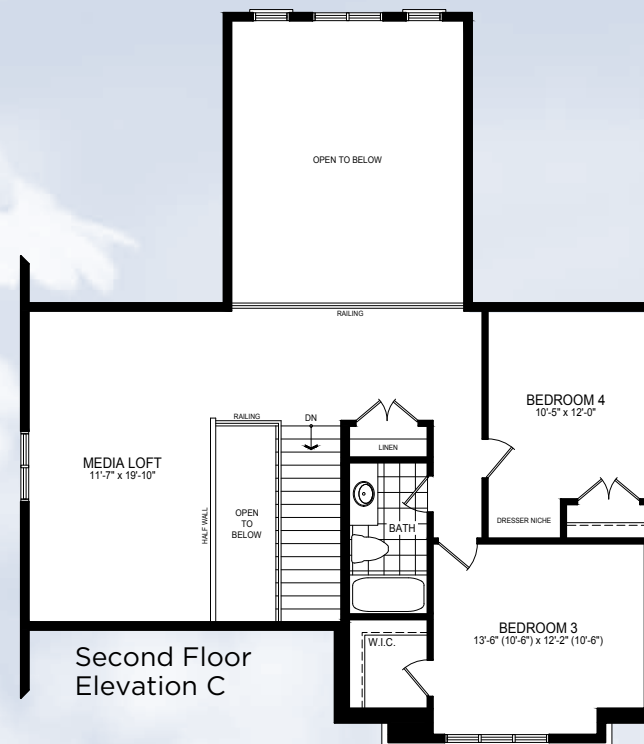 OPEN TO BELOW
RAILING
BEDROOM 4
10'-5" x 12'-0"
RAILING
DN
LINEN
MEDIA LOFT
11'-7" x 19'-10"
HALF WALL
OPEN
TO
BELOW
BATH
DRESSER NICHE
W.I.C.
BEDROOM 3
13'-6" (10'-6") x 12'-2" (10'-6")
Second Floor
Elevation C